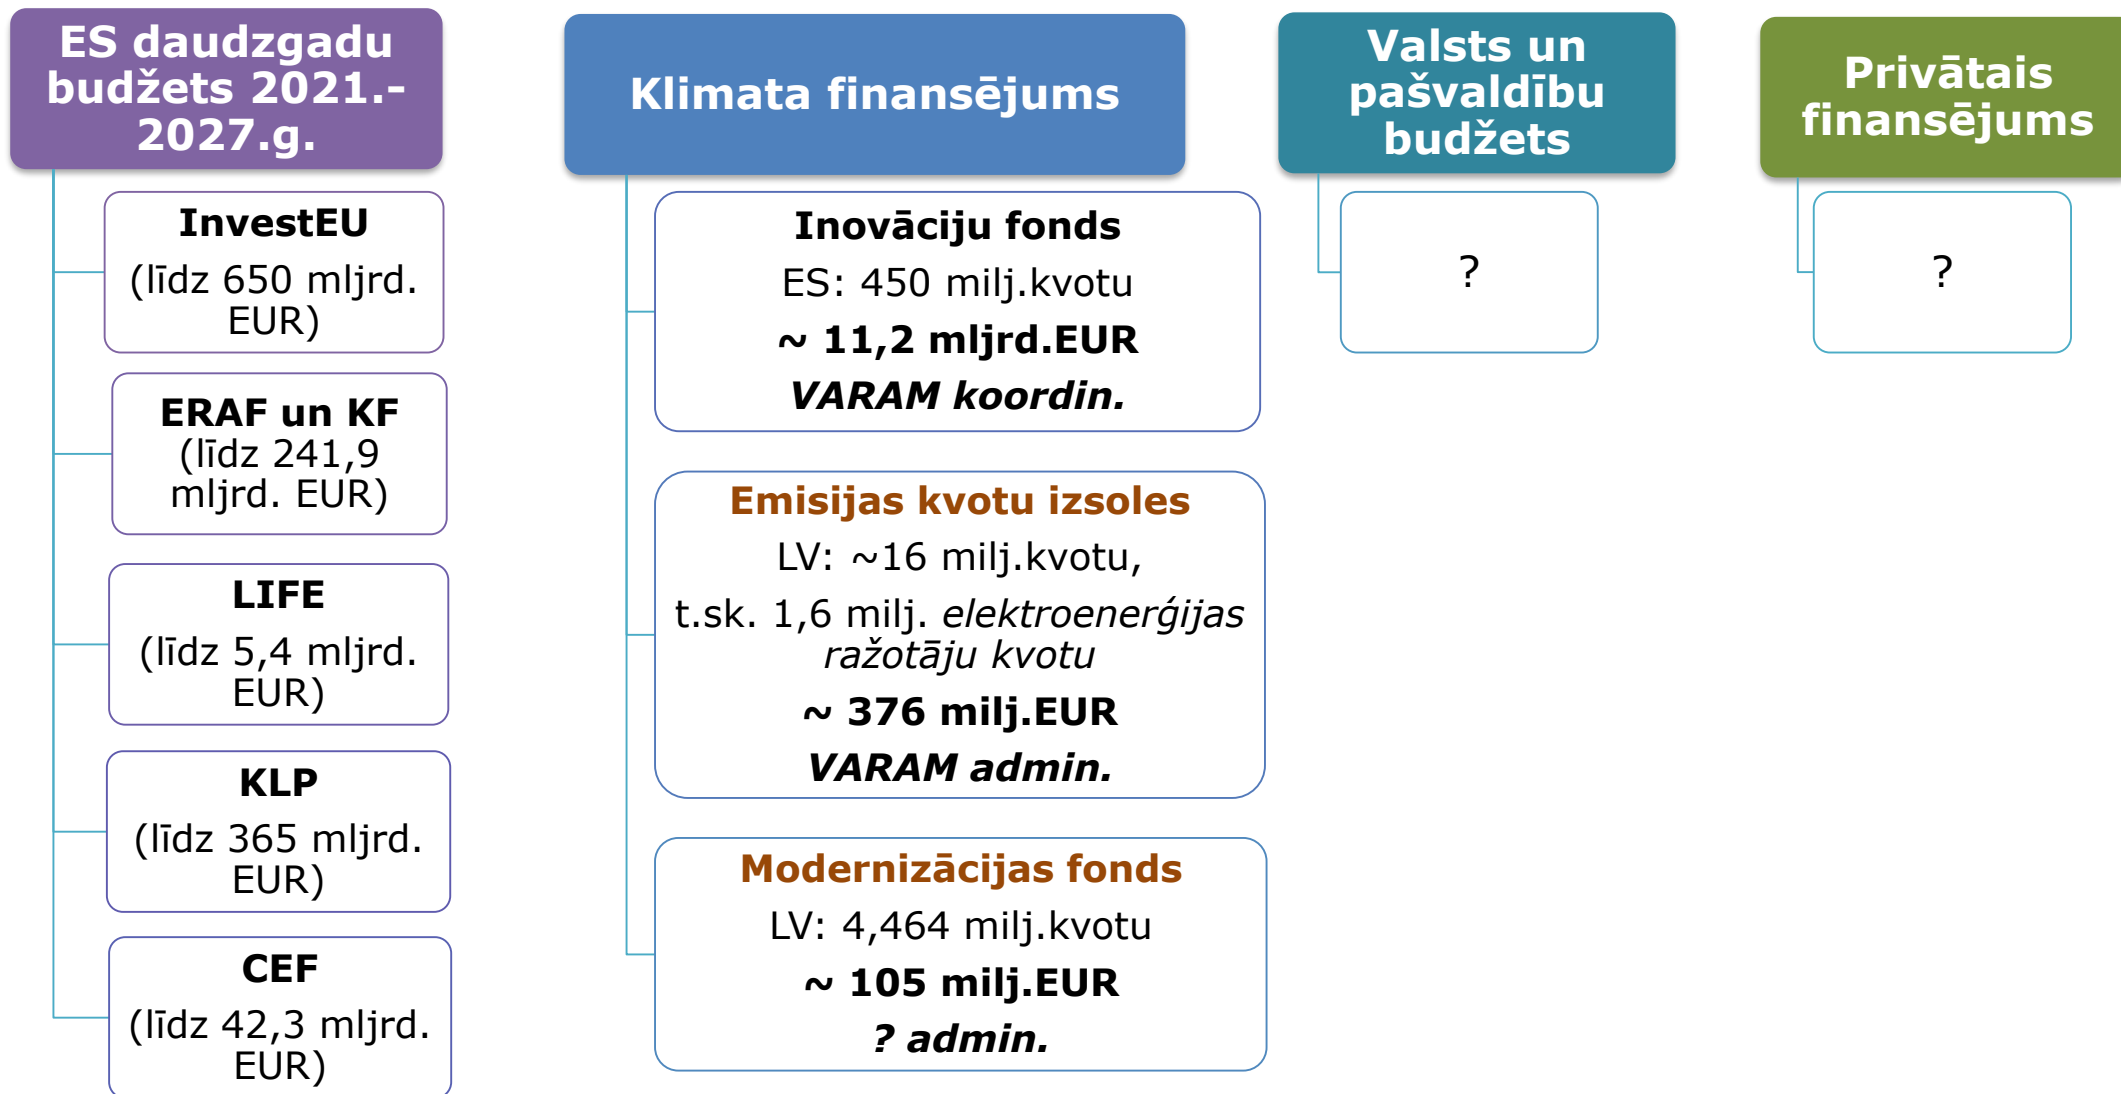 ES daudzgadu
budžets 2021.-
2027.g.
InvestEU
(līdz 650 mljrd.
EUR)
ERAF un KF
(līdz 241,9
mljrd. EUR)
LIFE
(līdz 5,4 mljrd.
EUR)
KLP
(līdz 365 mljrd.
EUR)
CEF
(līdz 42,3 mljrd.
EUR)
Klimata finansējums
Inovāciju fonds
ES: 450 milj.kvotu
~ 11,2 mljrd.EUR
VARAM koordin.
Emisijas kvotu izsoles
LV: ~16 milj.kvotu,
t.sk. 1,6 milj. elektroenerģijas
ražotāju kvotu
~ 376 milj.EUR
VARAM admin.
Modernizācijas fonds
LV: 4,464 milj.kvotu
~ 105 milj.EUR
? admin.
Valsts un
pašvaldību
budžets
?
Privātais
finansējums
?